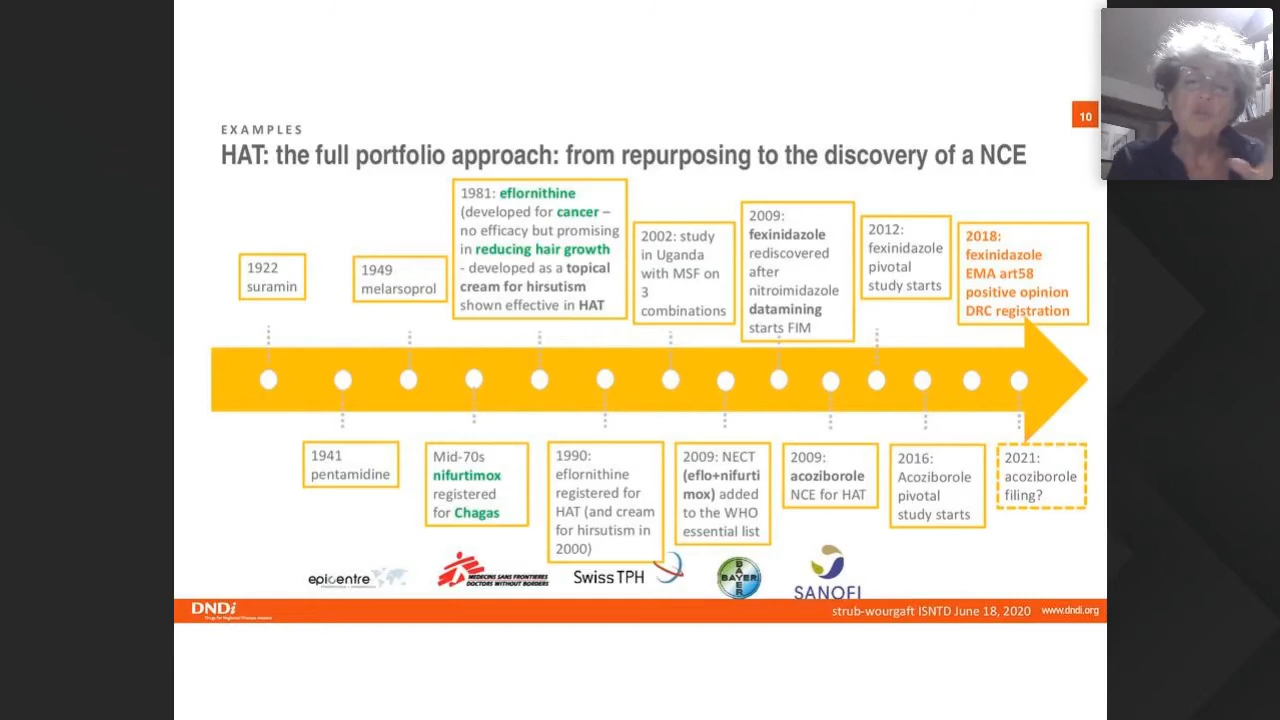 EXAMPLES
10
HAT: the full portfolio approach: from repurposing to the discovery of a NCE
1922
suramin
1949
melarsoprol
1981: eflornithine
(developed for cancer –
no efficacy but promising
in reducing hair growth
- developed as a topical
cream for hirsutism
shown effective in HAT
2002: study
in Uganda
with MSF on
3
combinations
2009:
fexinidazole
rediscovered
after
nitroimidazole
datamining
starts FIM
2012:
fexinidazole
pivotal
study starts
2018:
fexinidazole
EMA art58
positive opinion
DRC registration
1941
pentamidine
Mid-70s
nifurtimox
registered
for Chagas
1990:
eflornithine
registered for
HAT (and cream
for hirsutism in
2000)
2009: NECT
(eflo+nifurti
mox) added
to the WHO
essential list
2009:
acoziborole
NCE for HAT
2016:
Acoziborole
pivotal
study starts
2021:
acoziborole
filing?
epicentre
MEDECINS SANS FRONTIERES
DOCTORS WITHOUT BORDERS
Swiss TPH
BAYER
BAYER
SANOFI
DNDi
Drugs for Neglected Diseases initiative
strub-wourgaft ISNTD June 18, 2020
www.dndi.org